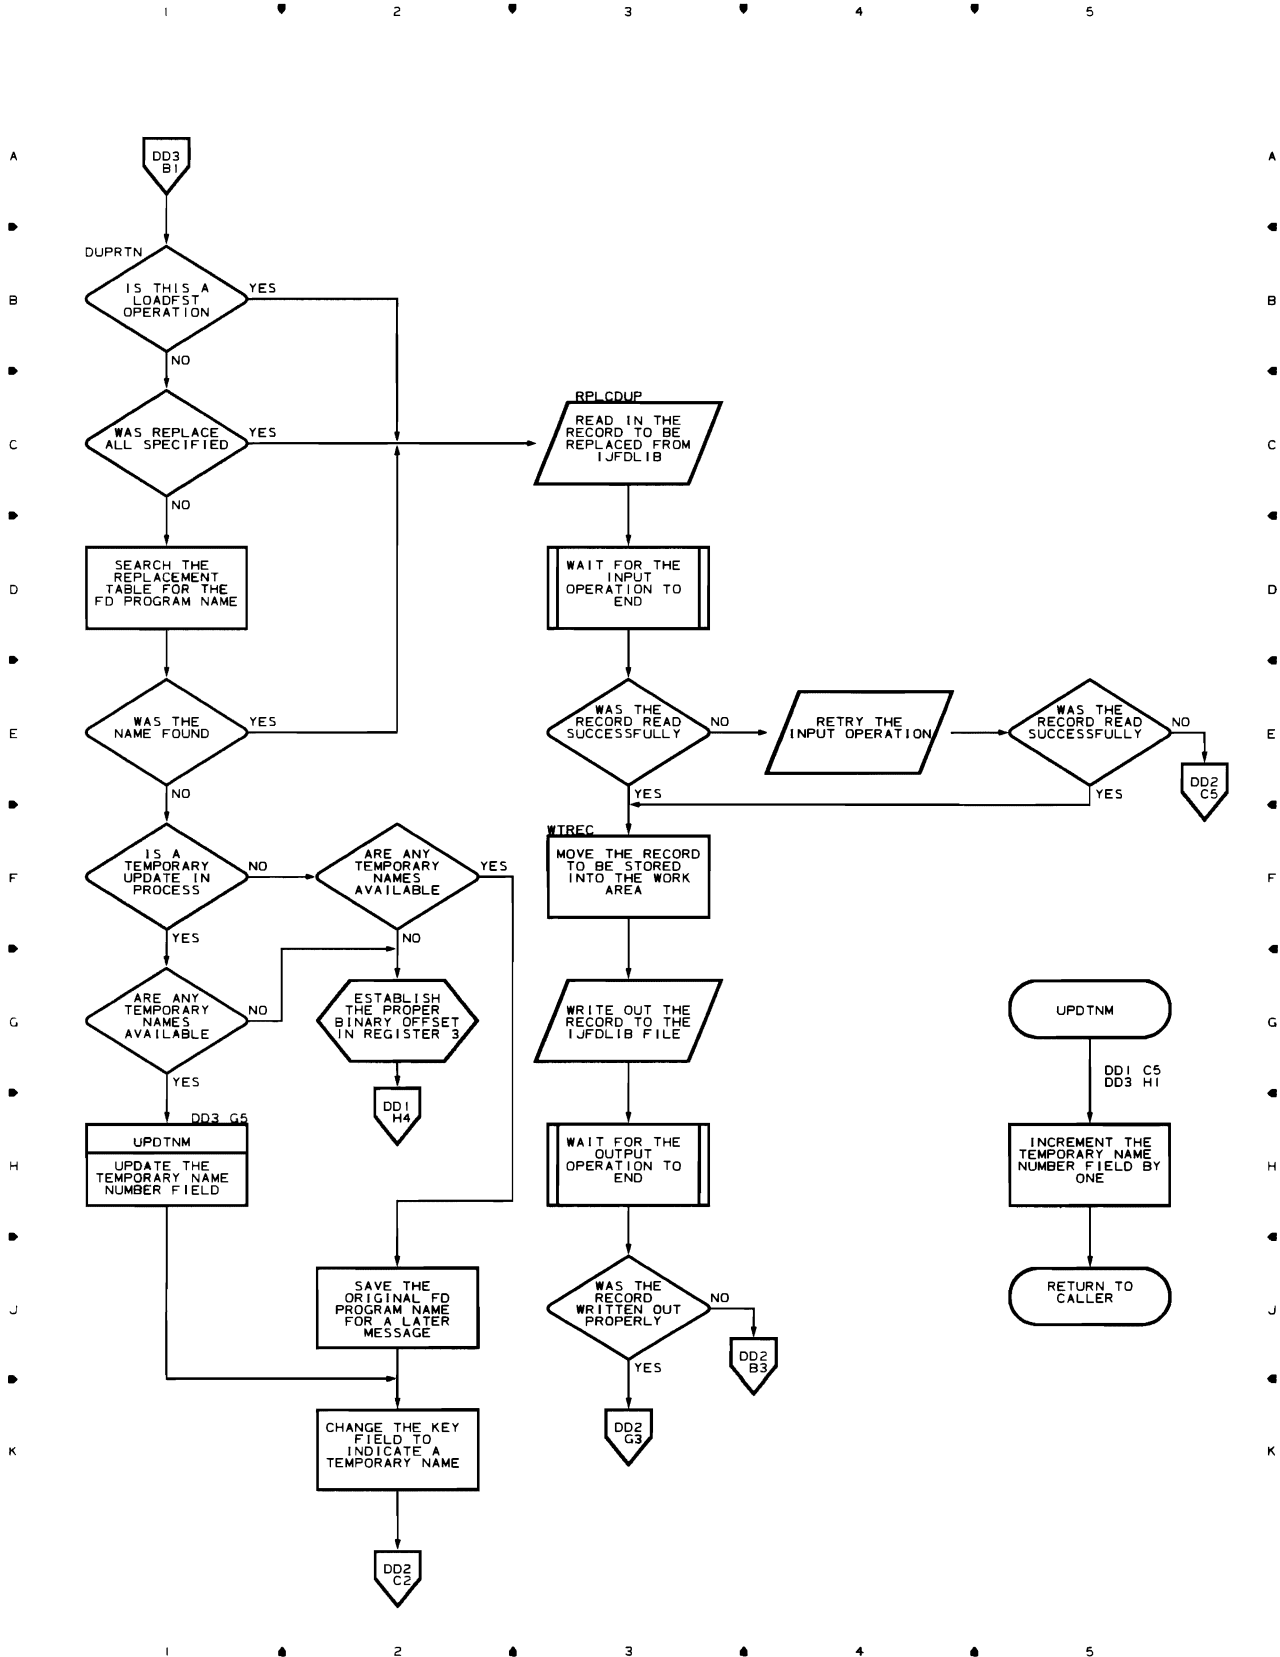 1 2 3 4 5
A A
DD3
B1
DUPRTN
B B
IS THIS A
LOADFST
OPERATION
YES
NO
C C
WAS REPLACE
ALL SPECIFIED
YES
NO
RPLCDUP
READ IN THE
RECORD TO BE
REPLACED FROM
IJFDLIB
D D
SEARCH THE
REPLACEMENT
TABLE FOR THE
FD PROGRAM NAME
WAIT FOR THE
INPUT
OPERATION TO
END
E E
WAS THE
NAME FOUND
YES
NO
WAS THE
RECORD READ
SUCCESSFULLY
NO
YES
RETRY THE
INPUT OPERATION
WAS THE
RECORD READ
SUCCESSFULLY
NO
YES
DD2
C5
F F
IS A
TEMPORARY
UPDATE IN
PROCESS
NO
YES
ARE ANY
TEMPORARY
NAMES
AVAILABLE
YES
NO
WTREC
MOVE THE RECORD
TO BE STORED
INTO THE WORK
AREA
G G
ARE ANY
TEMPORARY
NAMES
AVAILABLE
NO
YES
ESTABLISH
THE PROPER
BINARY OFFSET
IN REGISTER 3
DD1
H4
WRITE OUT THE
RECORD TO THE
IJFDLIB FILE
UPDTNM
DD1 C5
DD3 H1
H H
DD3 G5
UPDTNM
UPDATE THE
TEMPORARY NAME
NUMBER FIELD
WAIT FOR THE
OUTPUT
OPERATION TO
END
INCREMENT THE
TEMPORARY NAME
NUMBER FIELD BY
ONE
J J
SAVE THE
ORIGINAL FD
PROGRAM NAME
FOR A LATER
MESSAGE
WAS THE
RECORD
WRITTEN OUT
PROPERLY
NO
YES
DD2
B3
RETURN TO
CALLER
K K
CHANGE THE KEY
FIELD TO
INDICATE A
TEMPORARY NAME
DD2
G3
DD2
C2
1 2 3 4 5